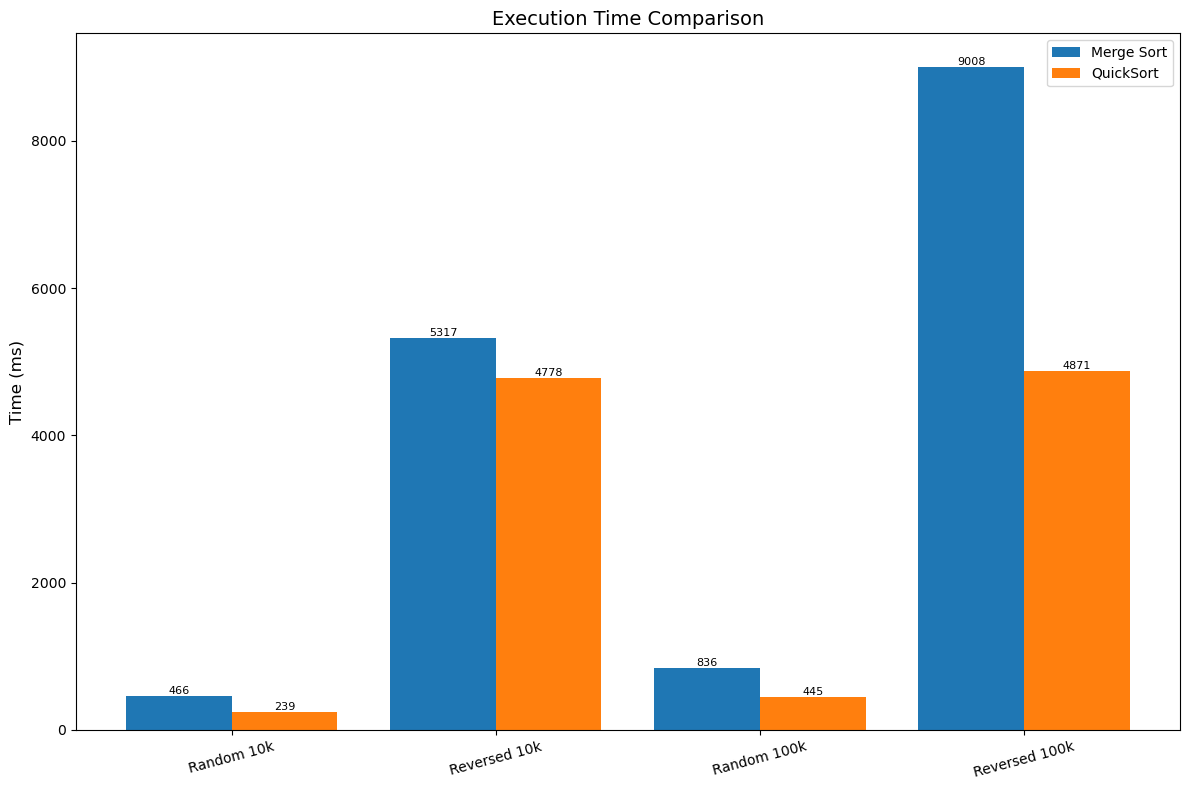 Execution Time Comparison
Merge Sort
QuickSort
Time (ms)
8000
6000
4000
2000
0
466
239
5317
4778
836
445
9008
4871
Random 10k
Reversed 10k
Random 100k
Reversed 100k